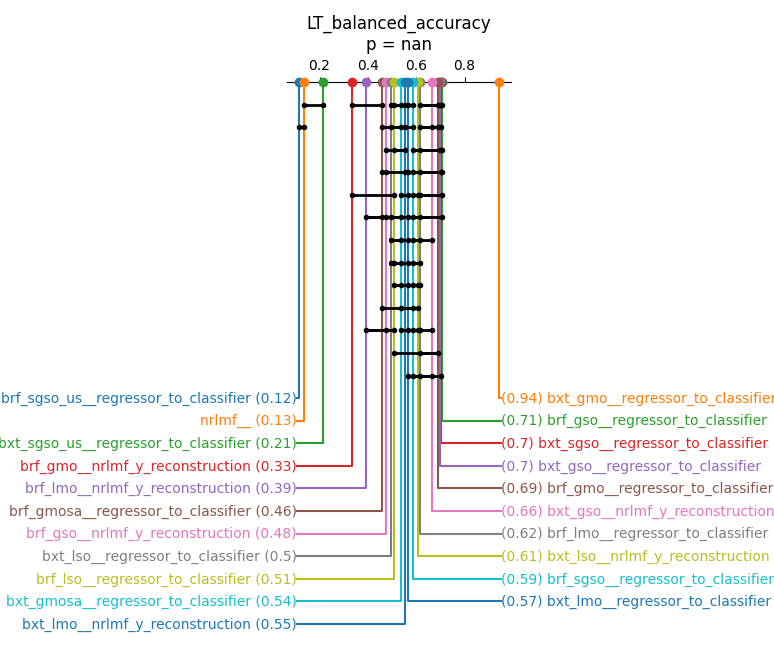 LT_balanced_accuracy
p = nan
0.2 0.4 0.6 0.8
brf_sgso_us__regressor_to_classifier (0.12)
(0.94) bxt_gmo__regressor_to_classifier
nrlmf__ (0.13)
(0.71) brf_gso__regressor_to_classifier
bxt_sgso_us__regressor_to_classifier (0.21)
(0.7) bxt_sgso__regressor_to_classifier
brf_gmo__nrlmf_y_reconstruction (0.33)
(0.7) bxt_gso__regressor_to_classifier
brf_lmo__nrlmf_y_reconstruction (0.39)
(0.69) brf_gmo__regressor_to_classifier
brf_gmosa__regressor_to_classifier (0.46)
(0.66) bxt_gso__nrlmf_y_reconstruction
brf_gso__nrlmf_y_reconstruction (0.48)
(0.62) brf_lmo__regressor_to_classifier
bxt_lso__regressor_to_classifier (0.5)
(0.61) bxt_lso__nrlmf_y_reconstruction
brf_lso__regressor_to_classifier (0.51)
(0.59) brf_sgso__regressor_to_classifier
bxt_gmosa__regressor_to_classifier (0.54)
(0.57) bxt_lmo__regressor_to_classifier
bxt_lmo__nrlmf_y_reconstruction (0.55)